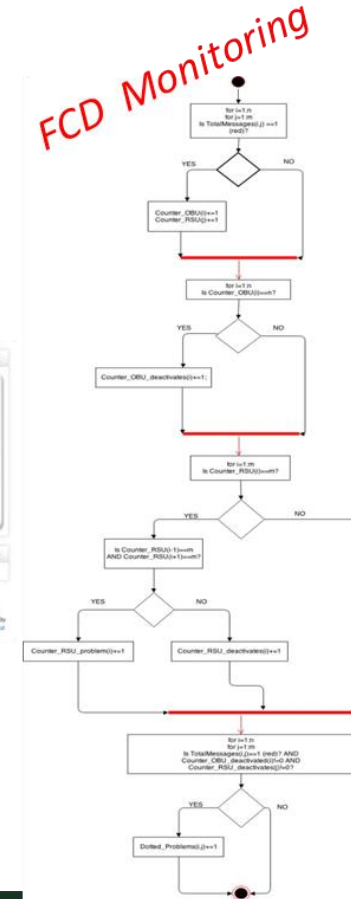 FCD Monitoring
for i=1:n
for j=1:m
Is TotalMessages(i,j) ==1
(red)?
YES
NO
Counter_OBU(i)+=1
Counter_RSU(j)+=1
for i=1:n
Is Counter_OBU(i)==n?
YES
NO
Counter_OBU_deactivates(i)+=1;
for i=1:m
Is Counter_RSU(i)==m?
YES
NO
Is Counter_RSU(i-1)==m
AND Counter_RSU(i+1)==m?
YES
NO
Counter_RSU_problem(i)+=1
Counter_RSU_deactivates(i)+=1
for i=1:n
for j=1:m
Is TotalMessages(i,j)==1 (red)? AND
Counter_OBU_deactivated(i)!=0 AND
Counter_RSU_deactivates(j)!=0?
YES
NO
Dotted_Problems(i,j)+=1